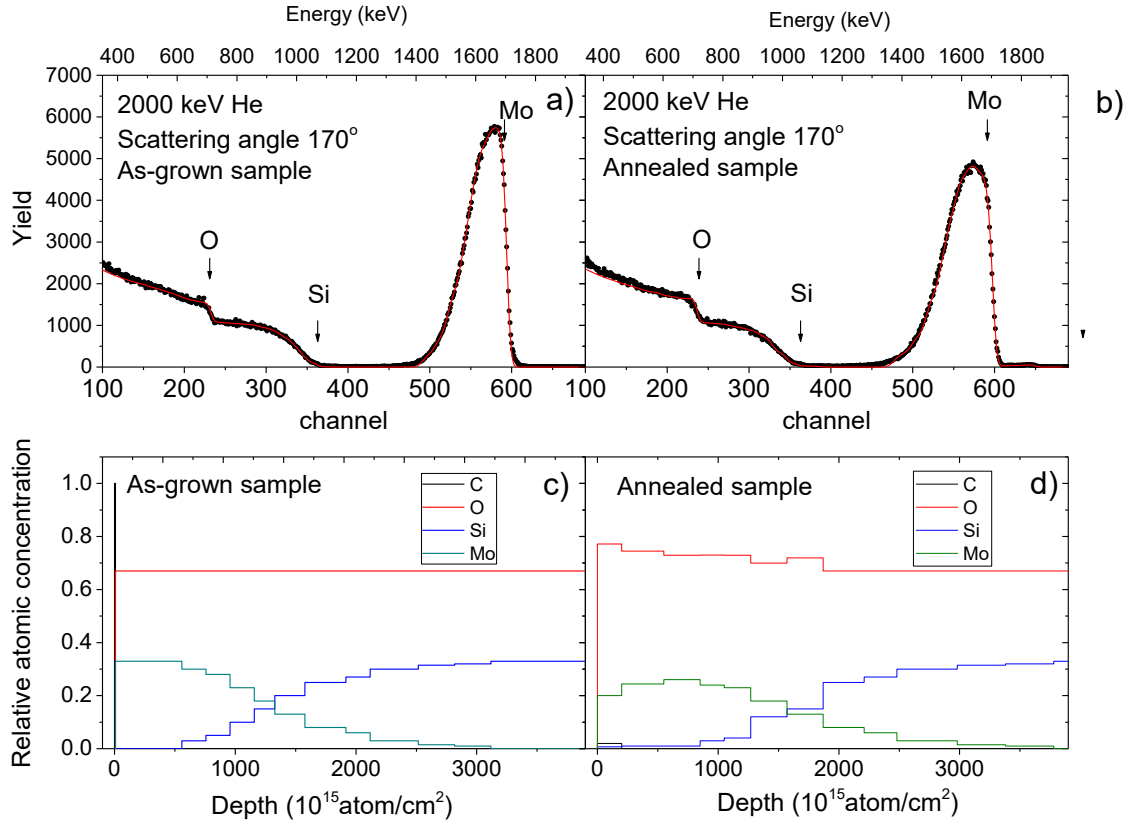 Energy (keV)
Energy (keV)
400 600 800 1000 1200 1400 1600 1800
400 600 800 1000 1200 1400 1600 1800
7000
6000
5000
4000
3000
2000
1000
0
Yield
2000 keV He
Scattering angle 170°
As-grown sample
a)
Mo
O
Si
2000 keV He
Scattering angle 170°
Annealed sample
b)
Mo
O
Si
100 200 300 400 500 600 100 200 300 400 500 600
channel
channel
1.0
0.8
0.6
0.4
0.2
0.0
Relative atomic concentration
As-grown sample
c)
C
O
Si
Mo
Annealed sample
d)
C
O
Si
Mo
0 1000 2000 3000
0 1000 2000 3000
Depth (10¹⁵atom/cm²)
Depth (10¹⁵atom/cm²)